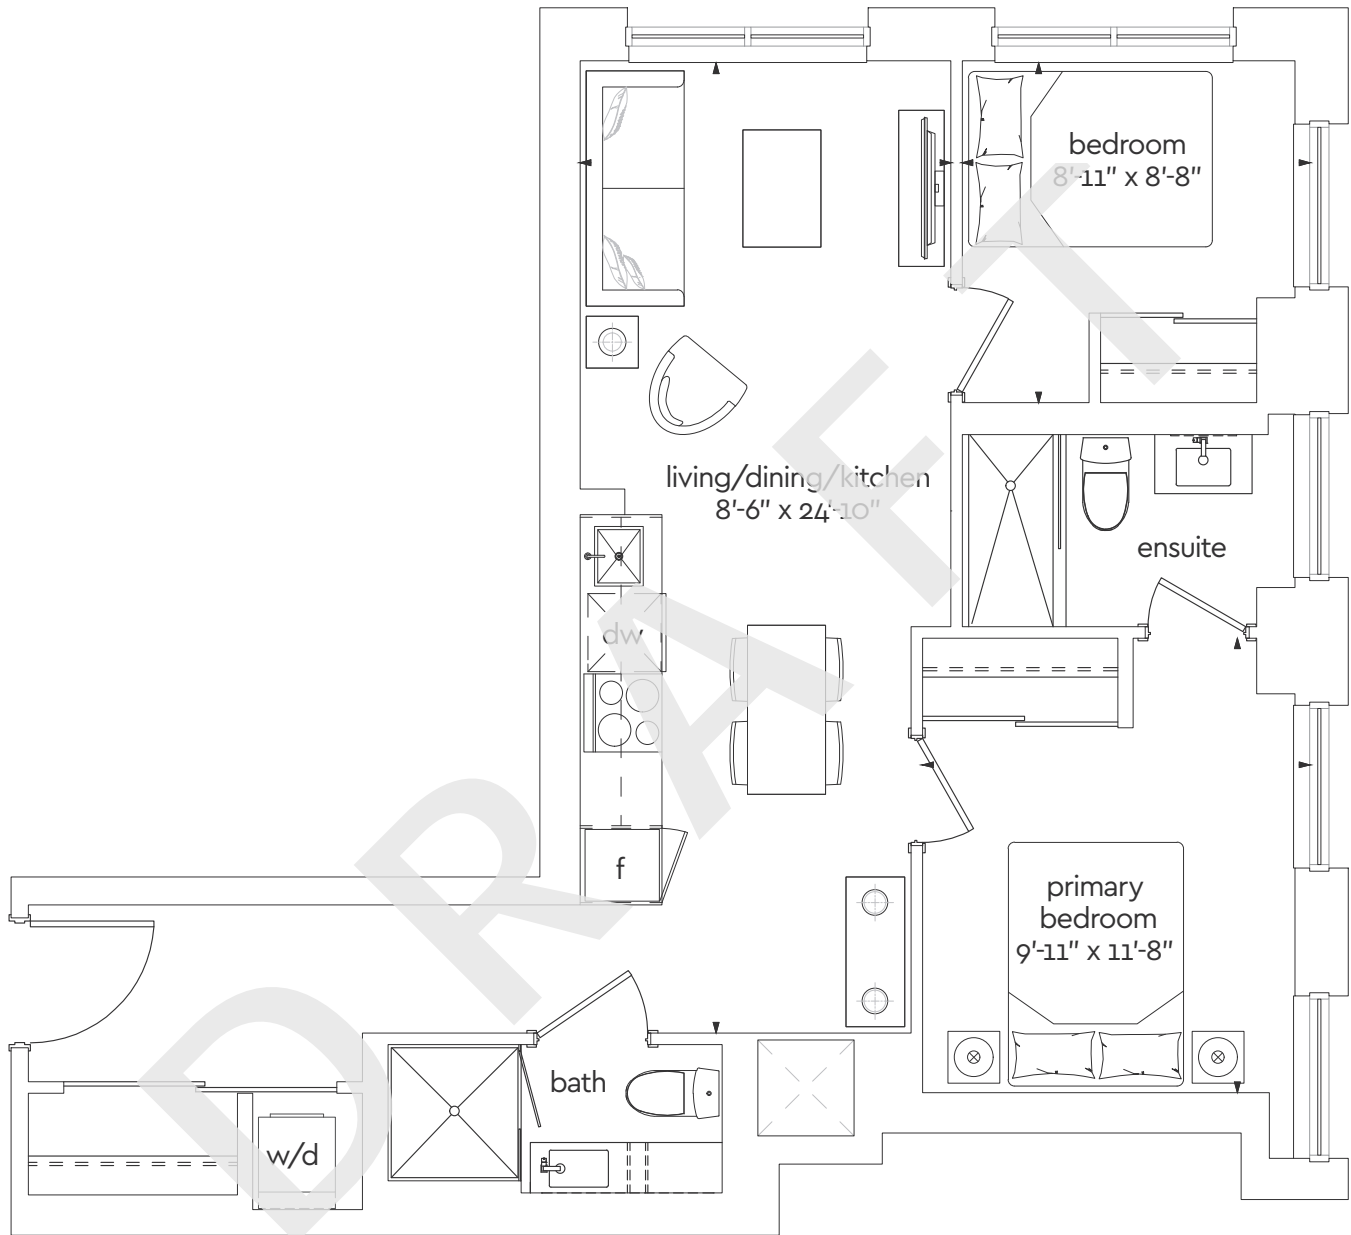 bedroom
8'-11" x 8'-8"
living/dining/kitchen
8'-6" x 24'-10"
ensuite
dw
f
primary
bedroom
9'-11" x 11'-8"
bath
w/d
DRAFT